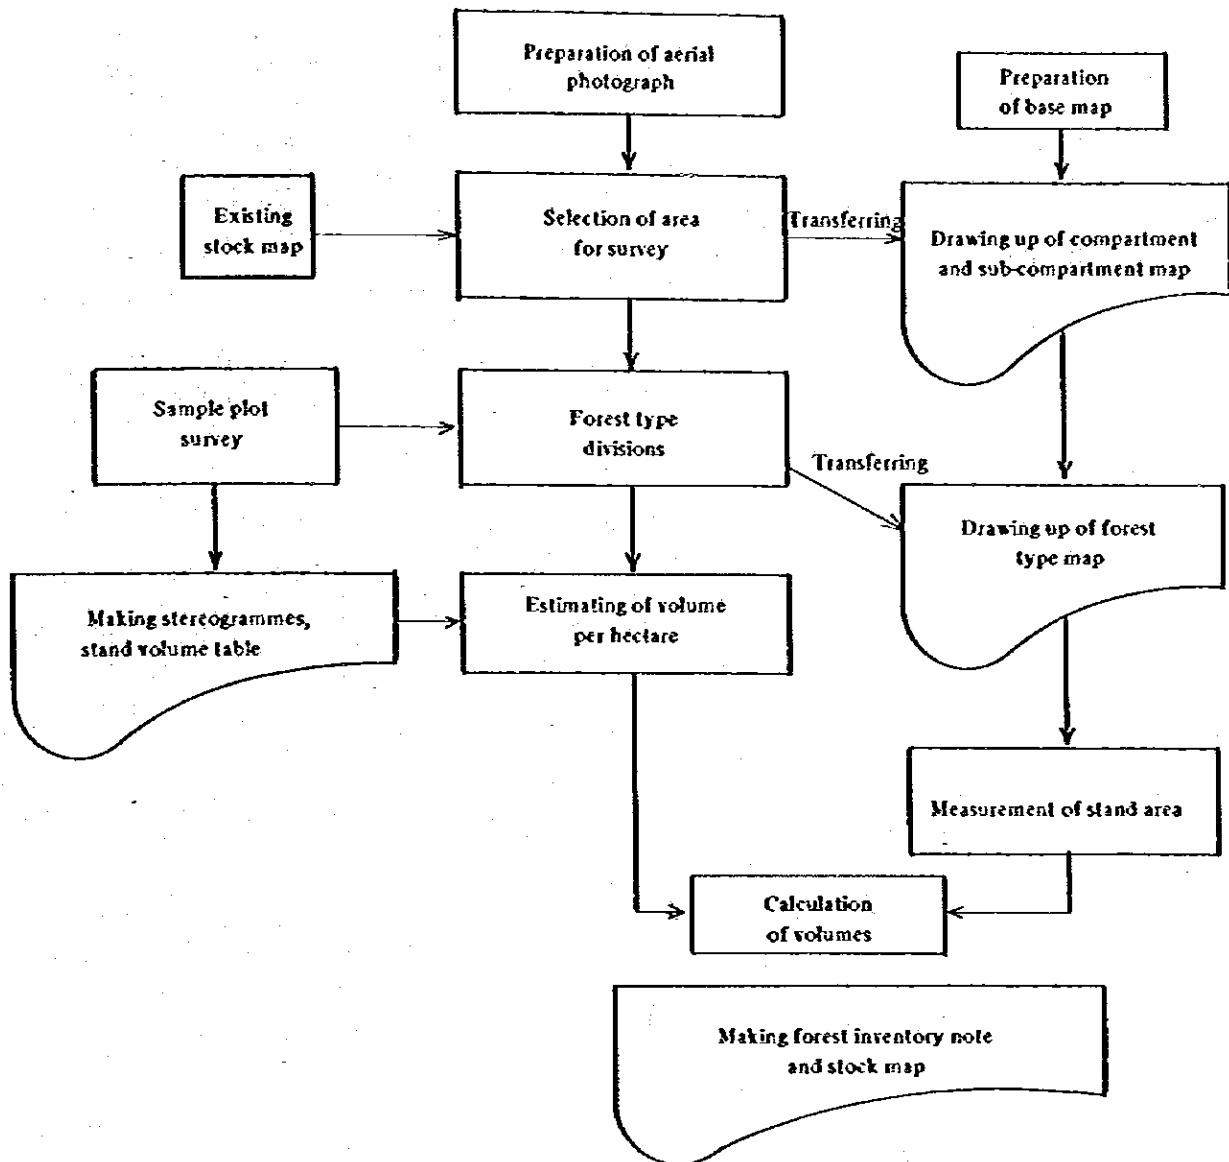 Preparation of aerial
photograph
Preparation
of base map
Existing
stock map
Selection of area
for survey
Transferring
Drawing up of compartment
and sub-compartment map
Sample plot
survey
Forest type
divisions
Transferring
Drawing up of forest
type map
Making stereogrammes,
stand volume table
Estimating of volume
per hectare
Measurement of stand area
Calculation
of volumes
Making forest inventory note
and stock map